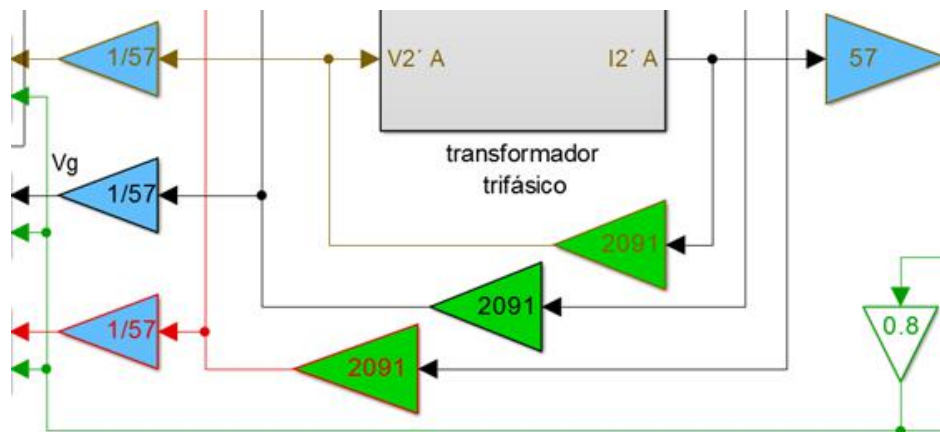 1/57
V2´ A
I2´ A
57
transformador
trifásico
Vg
1/57
2091
2091
0.8
1/57
2091